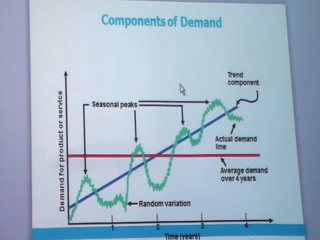 Components of Demand
Demand for product or service
Seasonal peaks
Trend
component
Actual demand
line
Average demand
over 4 years
Random variation
1
2
3
4
Time (years)